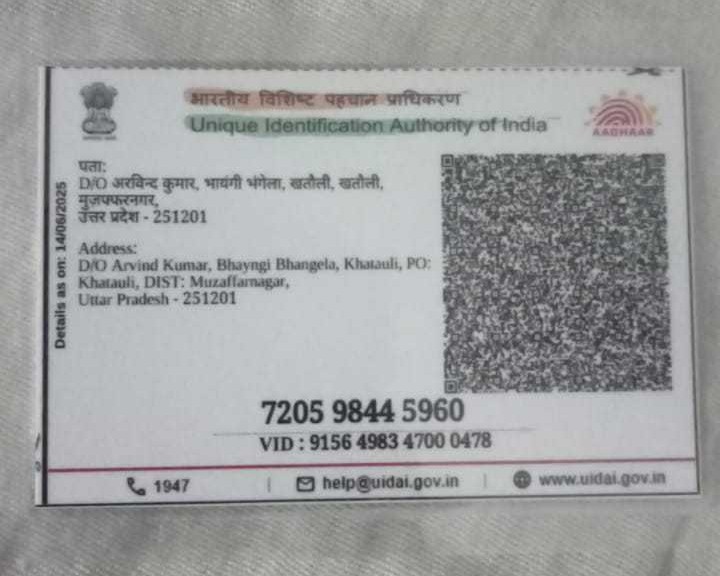 भारतीय विशिष्ट पहचान प्राधिकरण
Unique Identification Authority of India
AADHAAR
Details as on: 14/06/2025
पता:
D/O अरविन्द कुमार, भायंगी भंगेला, खतौली, खतौली,
मुजफ्फरनगर,
उत्तर प्रदेश - 251201
Address:
D/O Arvind Kumar, Bhayngi Bhangela, Khatauli, PO:
Khatauli, DIST: Muzaffarnagar,
Uttar Pradesh - 251201
7205 9844 5960
VID : 9156 4983 4700 0478
1947 | help@uidai.gov.in | www.uidai.gov.in